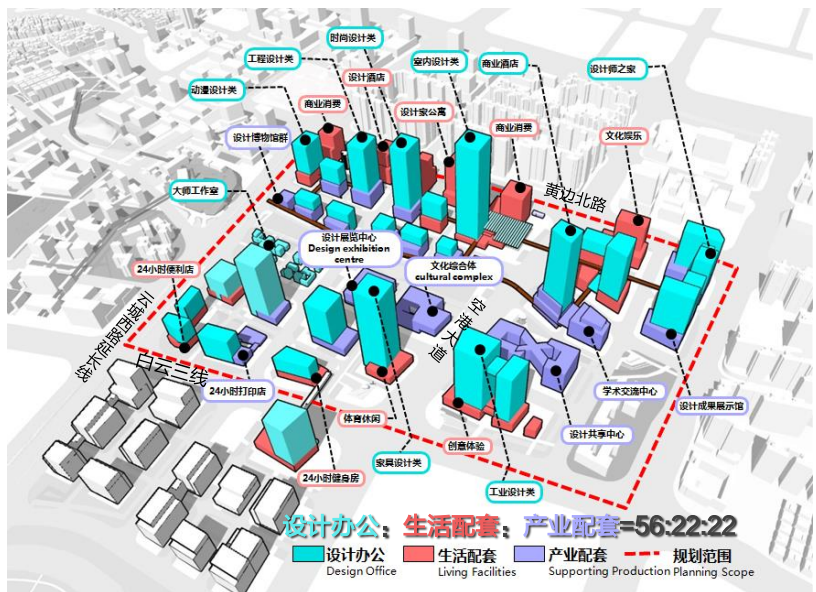 时尚设计类
工程设计类
室内设计类
商业酒店
设计师之家
动漫设计类
商业消费
设计酒店
设计家公寓
商业消费
文化娱乐
设计博物馆群
大师工作室
黄边北路
设计展览中心
Design exhibition
centre
文化综合体
cultural complex
24小时便利店
云城西路延长线
白云三线
空港大道
24小时打印店
体育休闲
学术交流中心
设计成果展示馆
设计共享中心
创意体验
家具设计类
24小时健身房
工业设计类
设计办公：生活配套：产业配套=56:22:22
设计办公
Design Office
生活配套
Living Facilities
产业配套
Supporting Production
规划范围
Planning Scope